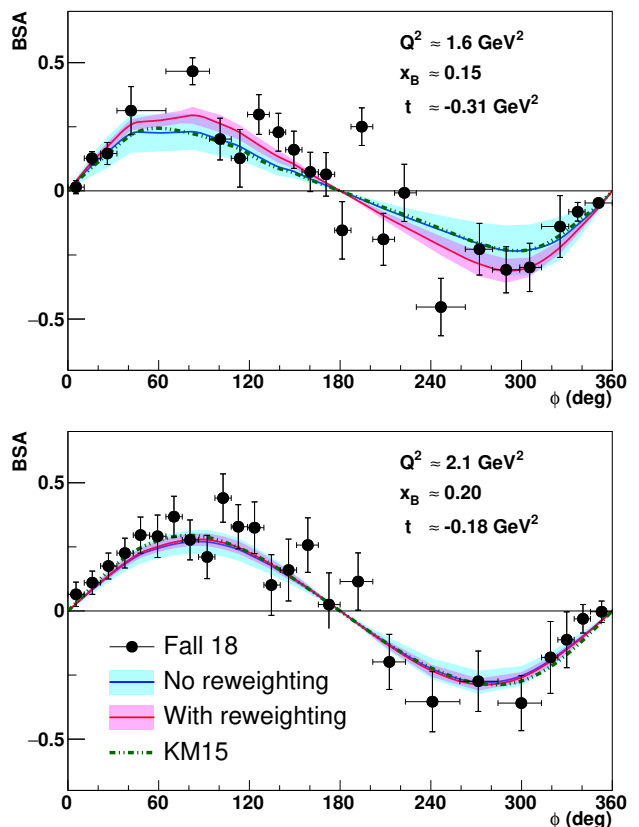 BSA
Q² ≈ 1.6 GeV²
x_B ≈ 0.15
t ≈ -0.31 GeV²
0.5
0
−0.5
0 60 120 180 240 300 360
ϕ (deg)
BSA
Q² ≈ 2.1 GeV²
x_B ≈ 0.20
t ≈ -0.18 GeV²
0.5
0
Fall 18
No reweighting
With reweighting
KM15
−0.5
0 60 120 180 240 300 360
ϕ (deg)